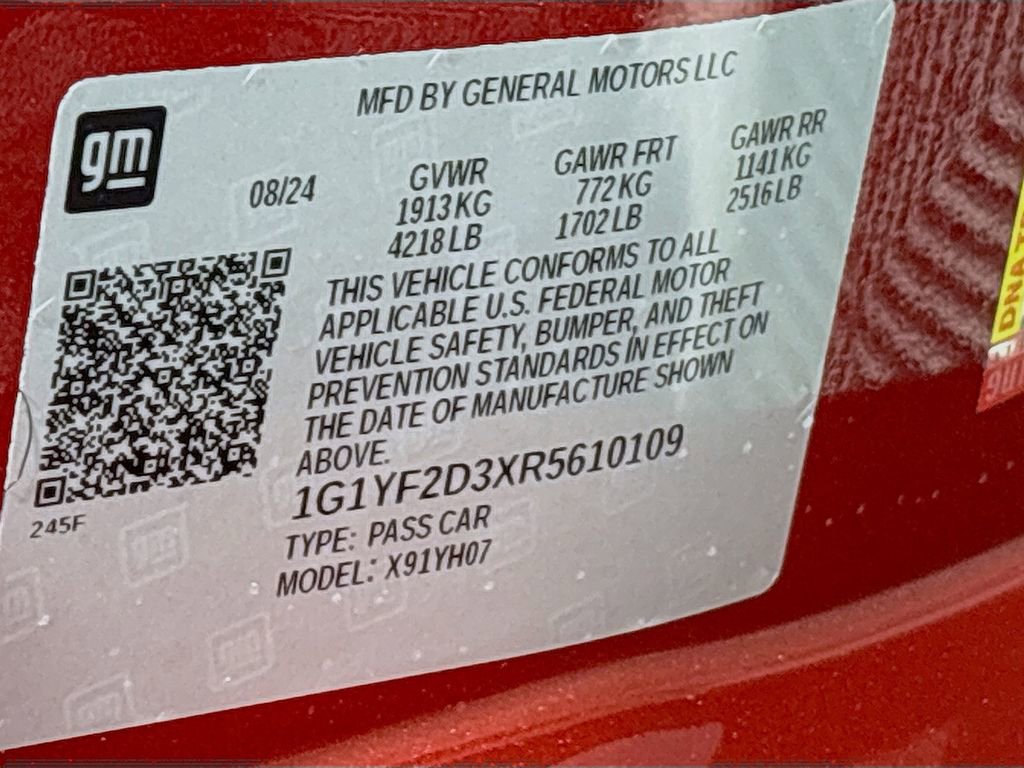 MFD BY GENERAL MOTORS LLC
gm
08/24
GVWR
1913 KG
4218 LB
GAWR FRT
772 KG
1702 LB
GAWR RR
1141 KG
2516 LB
THIS VEHICLE CONFORMS TO ALL
APPLICABLE U.S. FEDERAL MOTOR
VEHICLE SAFETY, BUMPER, AND THEFT
PREVENTION STANDARDS IN EFFECT ON
THE DATE OF MANUFACTURE SHOWN
ABOVE.
1G1YF2D3XR5610109
TYPE: PASS CAR
MODEL: X91YH07
245F
DNA